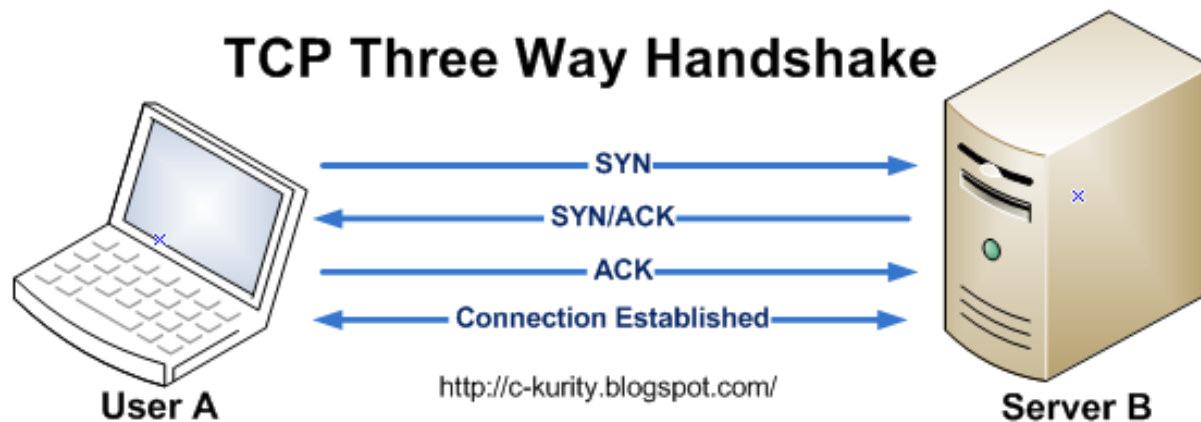 TCP Three Way Handshake
SYN
SYN/ACK
ACK
Connection Established
http://c-kurity.blogspot.com/
User A
Server B